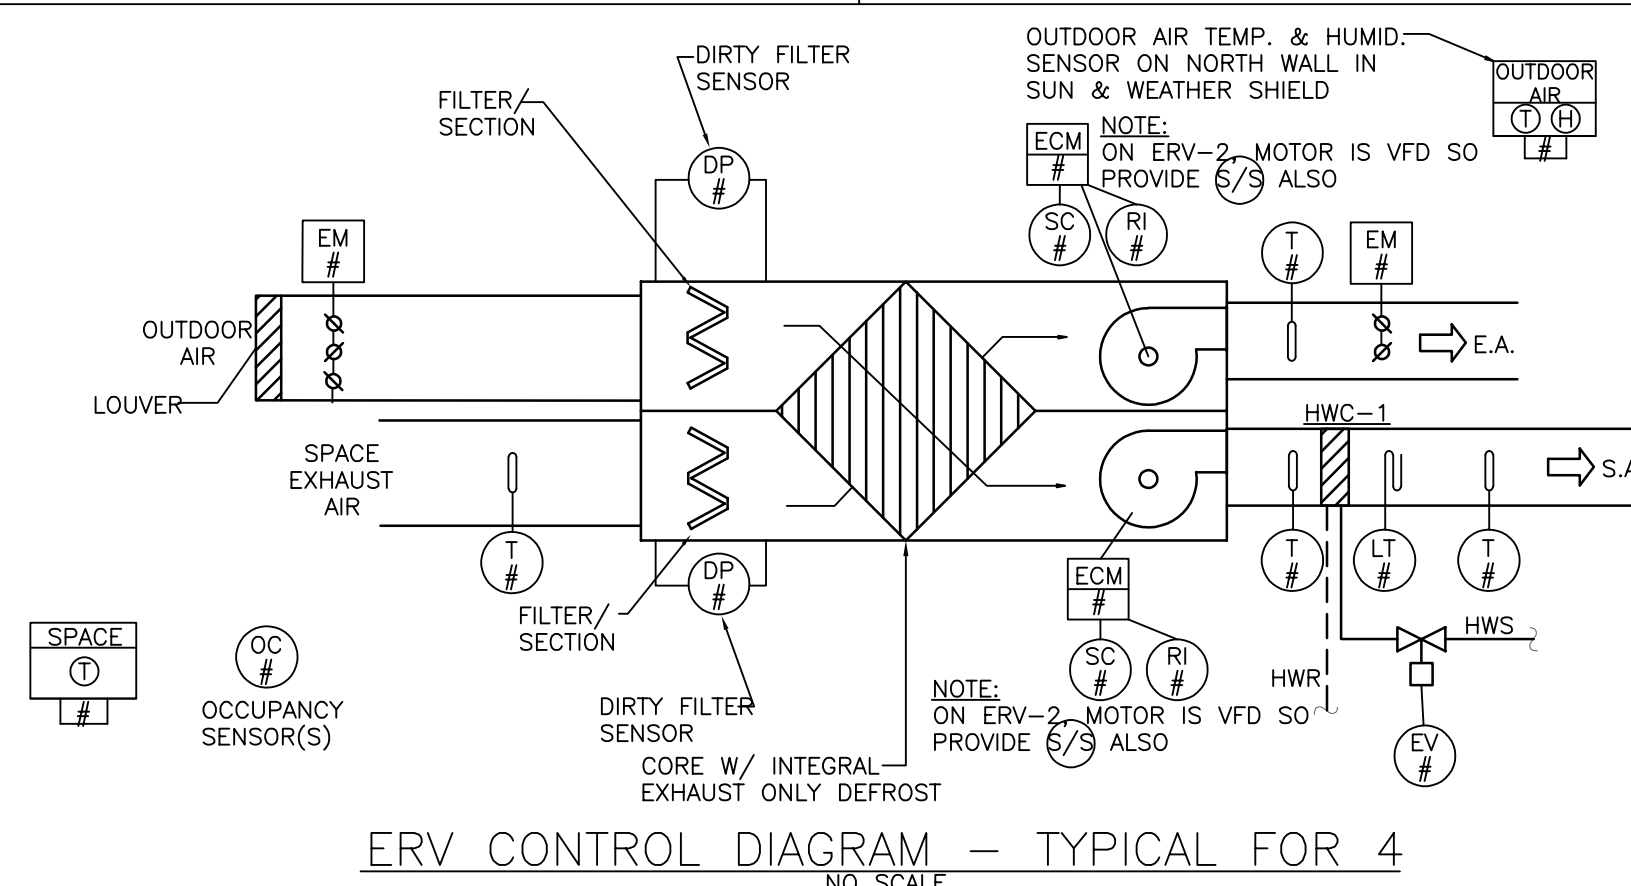 DIRTY FILTER
SENSOR
FILTER
SECTION
DP
#
OUTDOOR AIR TEMP. & HUMID.
SENSOR ON NORTH WALL IN
SUN & WEATHER SHIELD
OUTDOOR
AIR
T H
#
ECM
#
NOTE:
ON ERV-2, MOTOR IS VFD SO
PROVIDE S/S ALSO
SC
#
RI
#
T
#
EM
#
EM
#
OUTDOOR
AIR
LOUVER
E.A.
HWC-1
SPACE
EXHAUST
AIR
T
#
DP
#
ECM
#
T
#
LT
#
T
#
FILTER
SECTION
SC
#
RI
#
HWS
HWR
EV
#
SPACE
T
#
OC
#
OCCUPANCY
SENSOR(S)
DIRTY FILTER
SENSOR
NOTE:
ON ERV-2, MOTOR IS VFD SO
PROVIDE S/S ALSO
CORE W/ INTEGRAL
EXHAUST ONLY DEFROST
ERV CONTROL DIAGRAM - TYPICAL FOR 4
NO SCALE